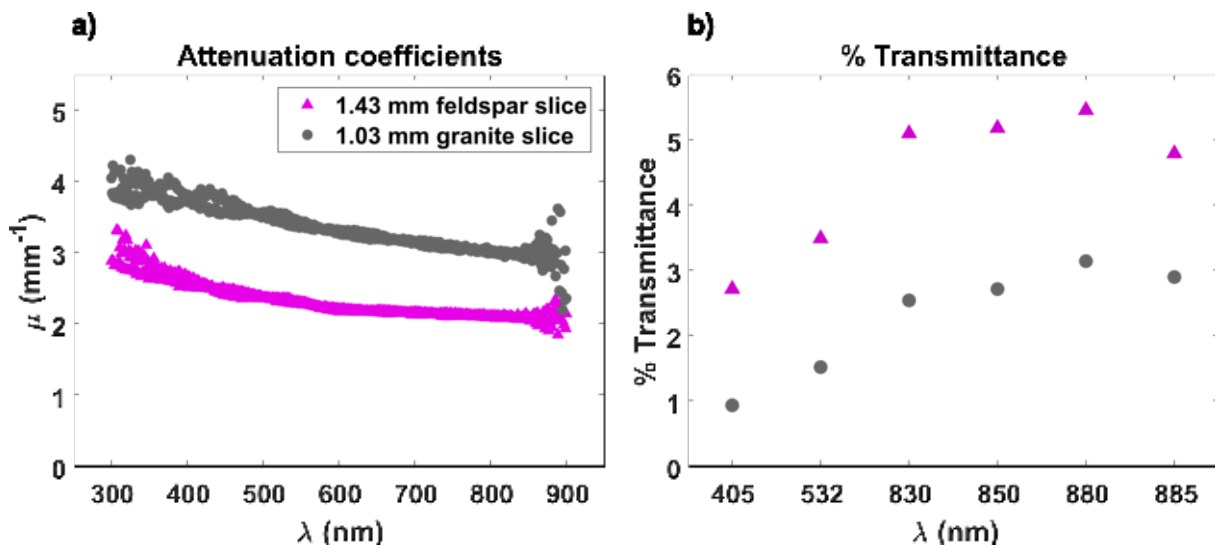 a)
Attenuation coefficients
1.43 mm feldspar slice
1.03 mm granite slice
5
4
3
2
1
0
μ (mm⁻¹)
300 400 500 600 700 800 900
λ (nm)
b)
% Transmittance
6
5
4
3
2
1
0
% Transmittance
405 532 830 850 880 885
λ (nm)